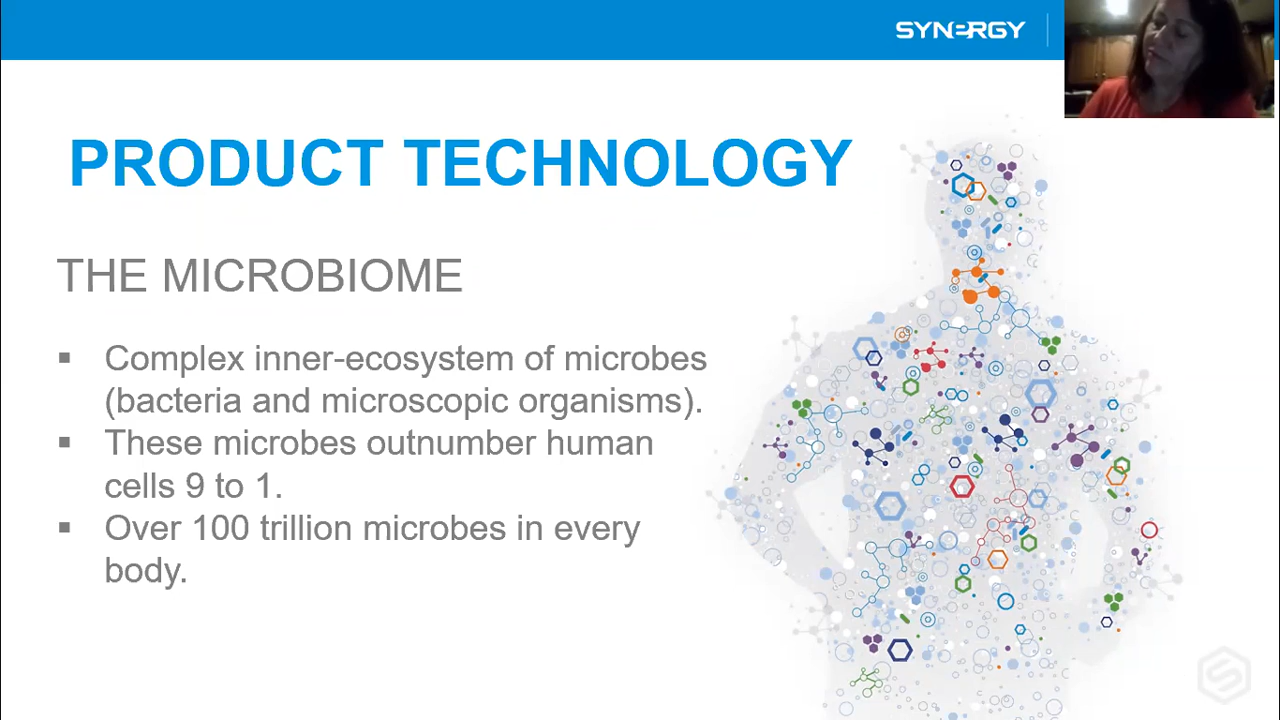 SYNERGY
PRODUCT TECHNOLOGY
THE MICROBIOME
▪ Complex inner-ecosystem of microbes
(bacteria and microscopic organisms).
▪ These microbes outnumber human
cells 9 to 1.
▪ Over 100 trillion microbes in every
body.